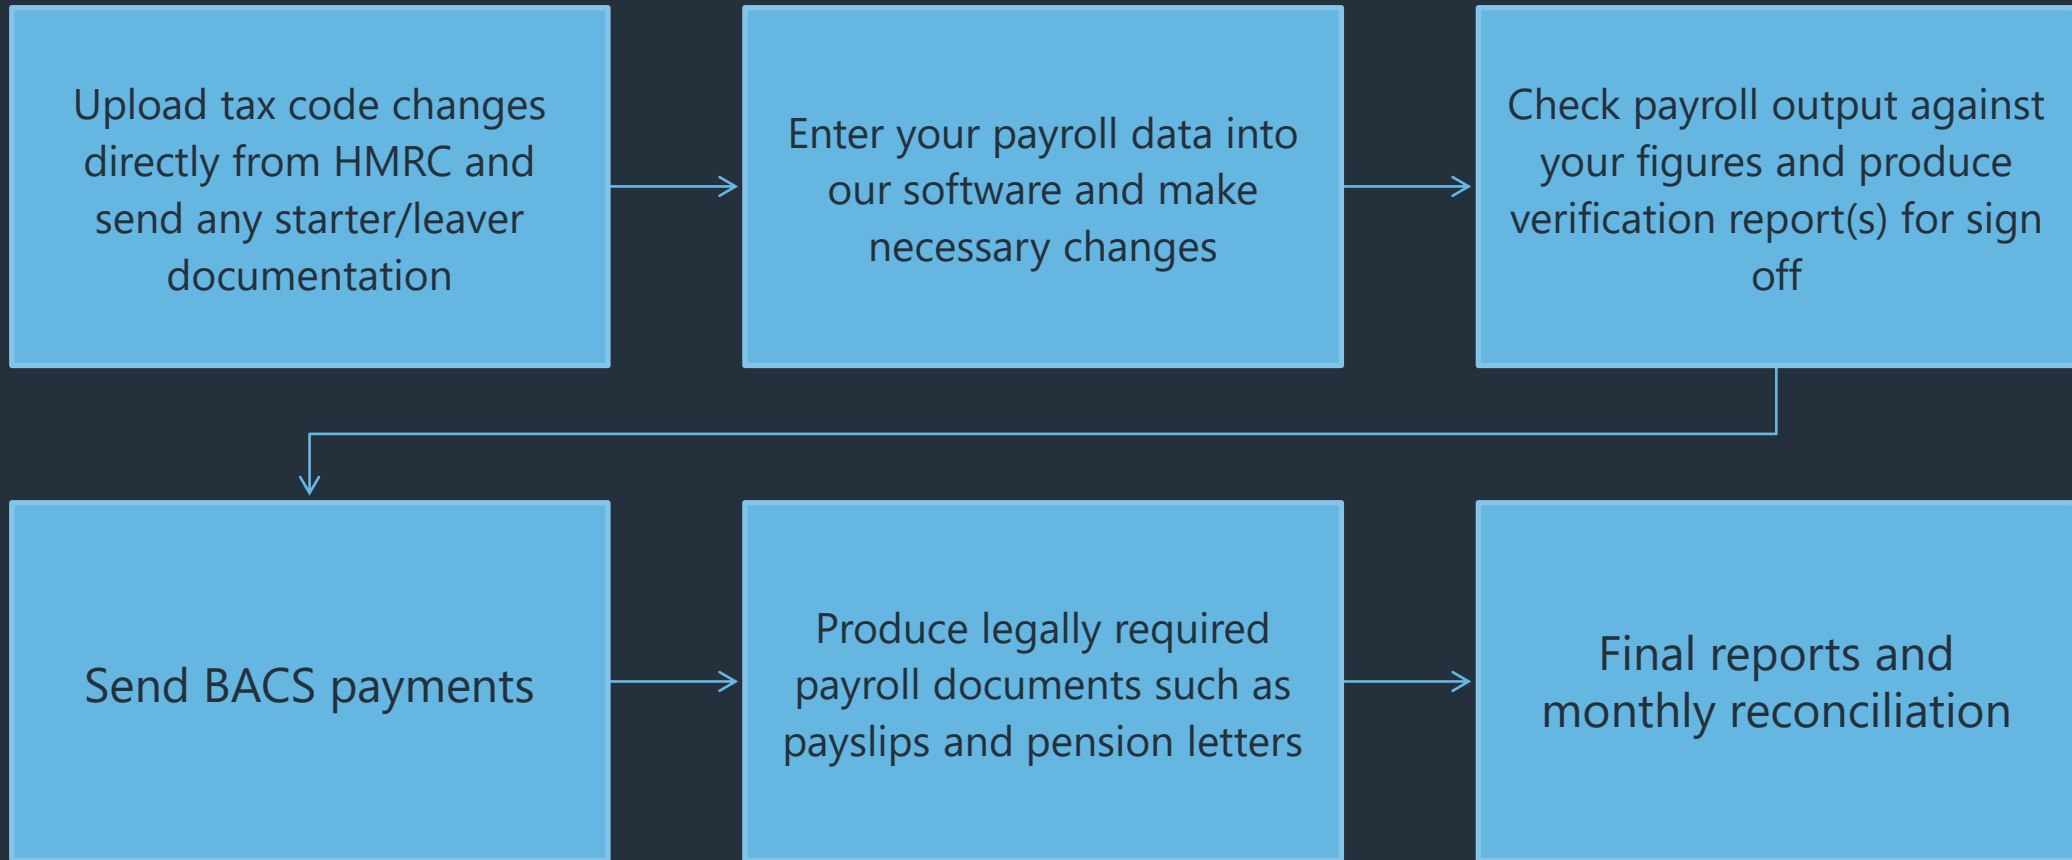 Upload tax code changes
directly from HMRC and
send any starter/leaver
documentation
Enter your payroll data into
our software and make
necessary changes
Check payroll output against
your figures and produce
verification report(s) for sign
off
Send BACS payments
Produce legally required
payroll documents such as
payslips and pension letters
Final reports and
monthly reconciliation